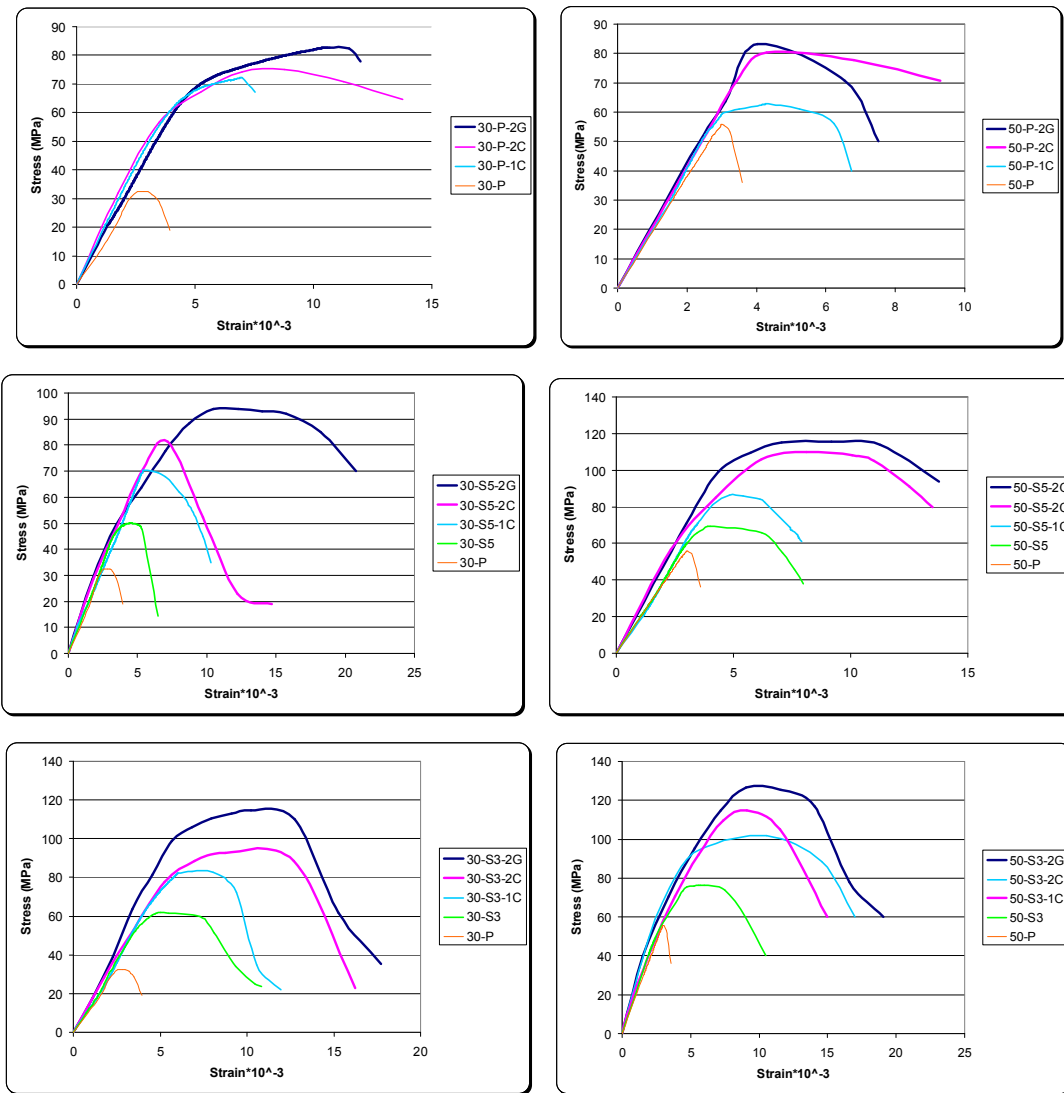 90
80
70
60
50
40
30
20
10
0
Stress (MPa)
0 5 10 15
Strain*10^-3
30-P-2G
30-P-2C
30-P-1C
30-P
90
80
70
60
50
40
30
20
10
0
Stress(MPa)
0 2 4 6 8 10
Strain*10^-3
50-P-2G
50-P-2C
50-P-1C
50-P
100
90
80
70
60
50
40
30
20
10
0
Stress (MPa)
0 5 10 15 20 25
Strain*10^-3
30-S5-2G
30-S5-2C
30-S5-1C
30-S5
30-P
140
120
100
80
60
40
20
0
Stress (MPa)
0 5 10 15
Strain*10^-3
50-S5-2G
50-S5-2C
50-S5-1C
50-S5
50-P
140
120
100
80
60
40
20
0
Stress (MPa)
0 5 10 15 20
Strain*10^-3
30-S3-2G
30-S3-2C
30-S3-1C
30-S3
30-P
140
120
100
80
60
40
20
0
Stress (MPa)
0 5 10 15 20 25
Strain*10^-3
50-S3-2G
50-S3-2C
50-S3-1C
50-S3
50-P